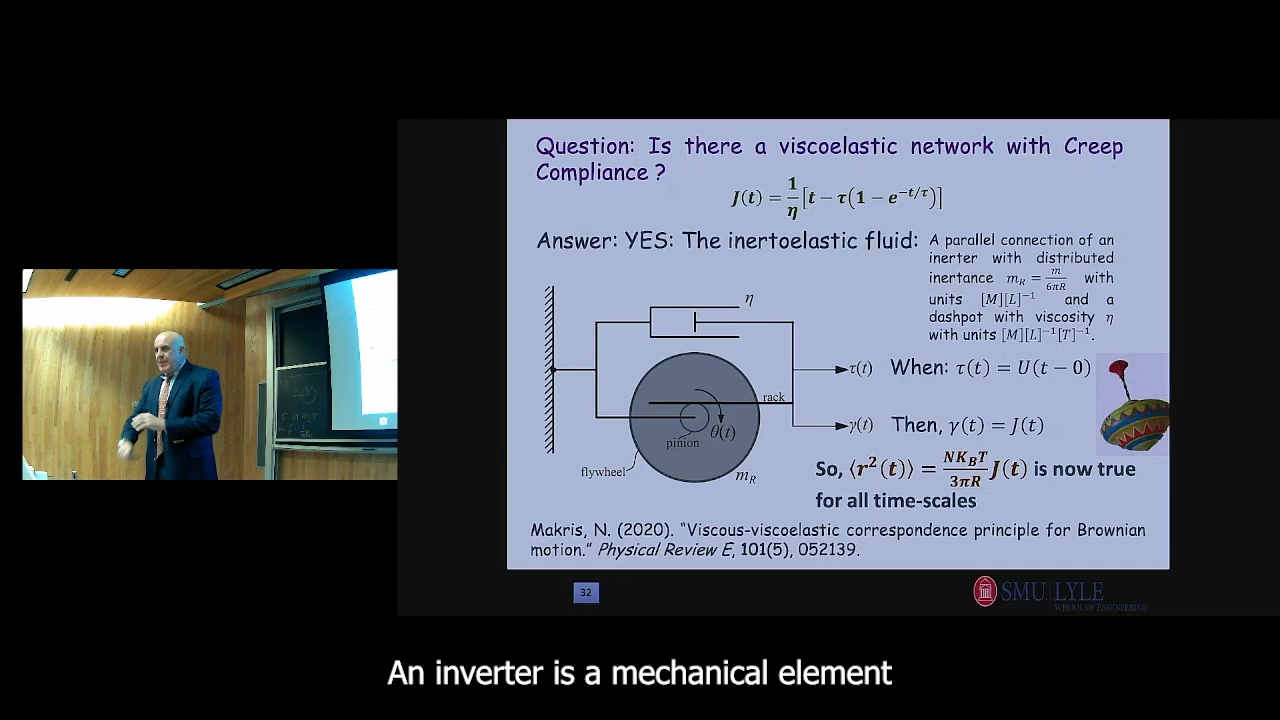 Question: Is there a viscoelastic network with Creep
Compliance ?
J(t) = 1/η [t − τ(1 − e^{−t/τ})]
Answer: YES: The inertoelastic fluid:
A parallel connection of an
inerter with distributed
inertance m_R = m/6πR with
units [M][L]^{-1} and a
dashpot with viscosity η
with units [M][L]^{-1}[T]^{-1}.
η
τ(t)
When: τ(t) = U(t − 0)
rack
γ(t)
Then, γ(t) = J(t)
θ(t)
pinion
flywheel
m_R
So, ⟨r²(t)⟩ = NK_BT/3πR J(t) is now true
for all time-scales
Makris, N. (2020). “Viscous-viscoelastic correspondence principle for Brownian
motion.” Physical Review E, 101(5), 052139.
32
SMU LYLE
SCHOOL OF ENGINEERING
An inverter is a mechanical element